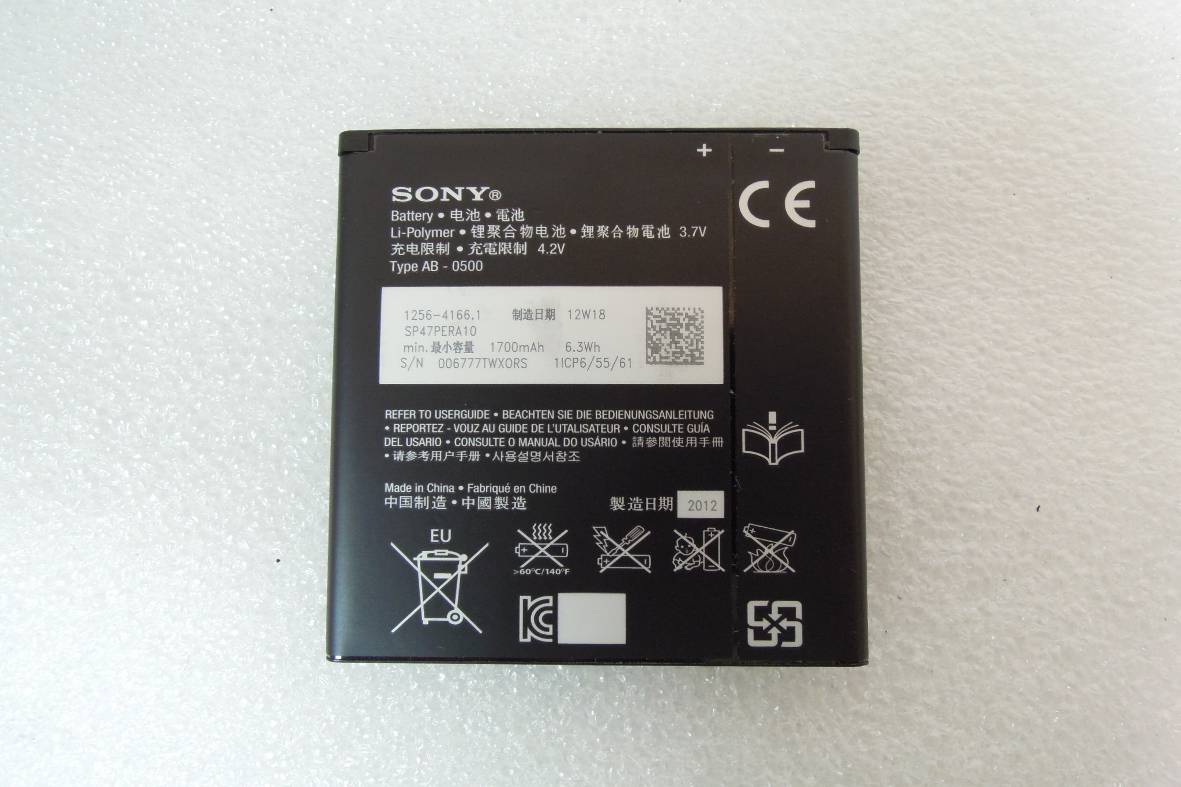 + −
SONY®
CE
Battery • 电池 • 電池
Li-Polymer • 锂聚合物电池 • 鋰聚合物電池 3.7V
充电限制 • 充電限制 4.2V
Type AB - 0500
1256-4166.1 制造日期 12W18
SP47PERA10
min. 最小容量 1700mAh 6.3Wh
S/N 006777TWXORS 1ICP6/55/61
REFER TO USERGUIDE • BEACHTEN SIE DIE BEDIENUNGSANLEITUNG
• REPORTEZ - VOUZ AU GUIDE DE L'UTILISATEUR • CONSULTE GUÍA
DEL USARIO • CONSULTE O MANUAL DO USÁRIO • 請參閱使用手冊
• 请参考用户手册 • 사용설명서참조
Made in China • Fabriqué en Chine
中国制造 • 中國製造 製造日期 2012
EU
>60°C/140°F